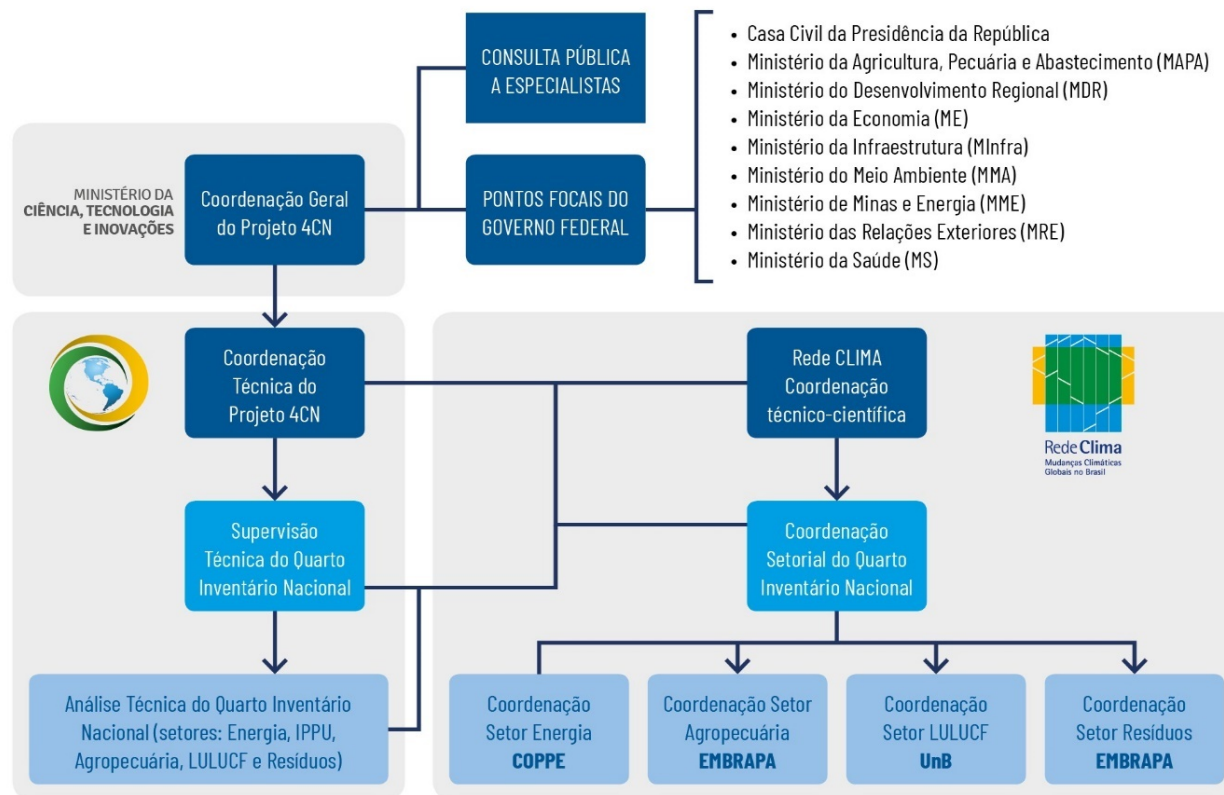 CONSULTA PÚBLICA
A ESPECIALISTAS
• Casa Civil da Presidência da República
• Ministério da Agricultura, Pecuária e Abastecimento (MAPA)
• Ministério do Desenvolvimento Regional (MDR)
• Ministério da Economia (ME)
• Ministério da Infraestrutura (MInfra)
• Ministério do Meio Ambiente (MMA)
• Ministério de Minas e Energia (MME)
• Ministério das Relações Exteriores (MRE)
• Ministério da Saúde (MS)
MINISTÉRIO DA
CIÊNCIA, TECNOLOGIA
E INOVAÇÕES
Coordenação Geral
do Projeto 4CN
PONTOS FOCAIS DO
GOVERNO FEDERAL
Coordenação
Técnica do
Projeto 4CN
Rede CLIMA
Coordenação
técnico-científica
Rede Clima
Mudanças Climáticas
Globais no Brasil
Supervisão
Técnica do Quarto
Inventário Nacional
Coordenação
Setorial do Quarto
Inventário Nacional
Análise Técnica do Quarto Inventário
Nacional (setores: Energia, IPPU,
Agropecuária, LULUCF e Resíduos)
Coordenação
Setor Energia
COPPE
Coordenação Setor
Agropecuária
EMBRAPA
Coordenação
Setor LULUCF
UnB
Coordenação
Setor Resíduos
EMBRAPA